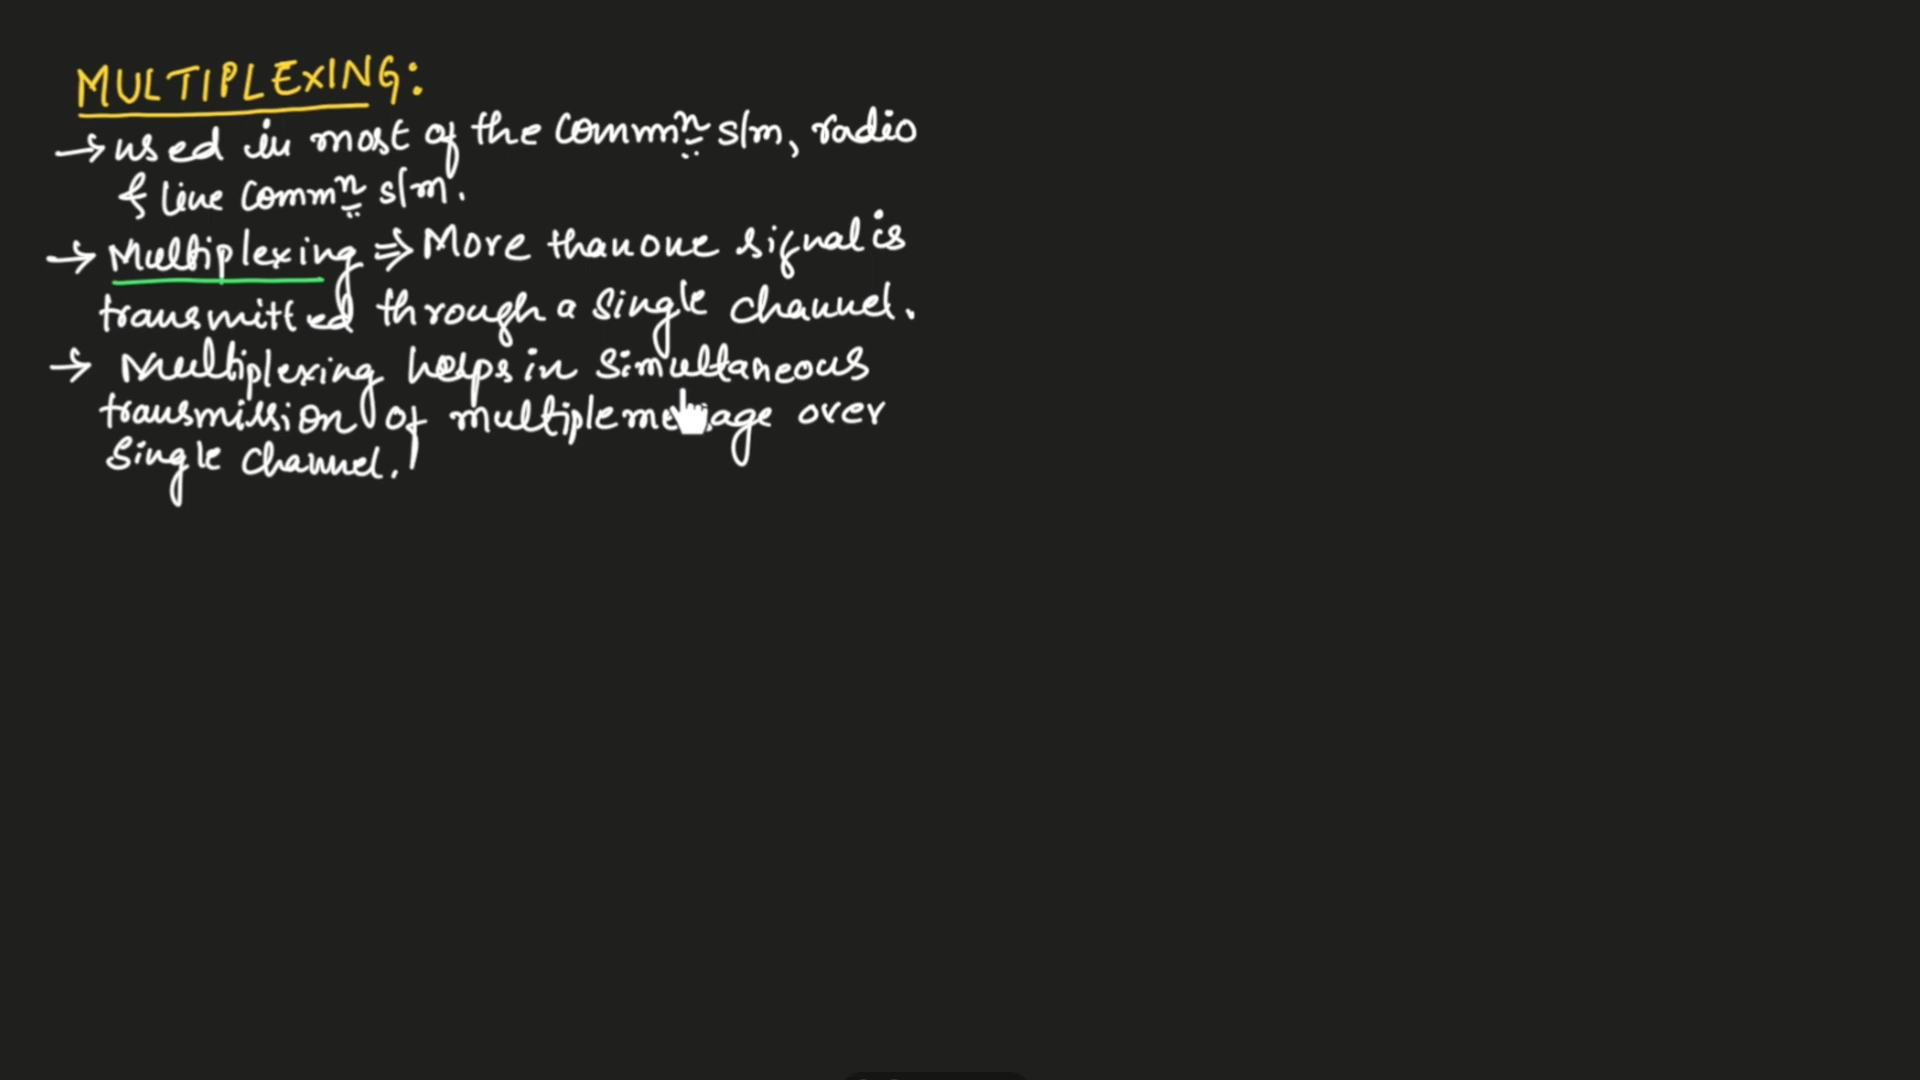 MULTIPLEXING:
→ used in most of the Commⁿ s/m, radio
& line Commⁿ s/m.
→ Multiplexing ⇒ More than one signal is
transmitted through a single channel.
→ Multiplexing helps in Simultaneous
transmission of multiple message over
Single channel.